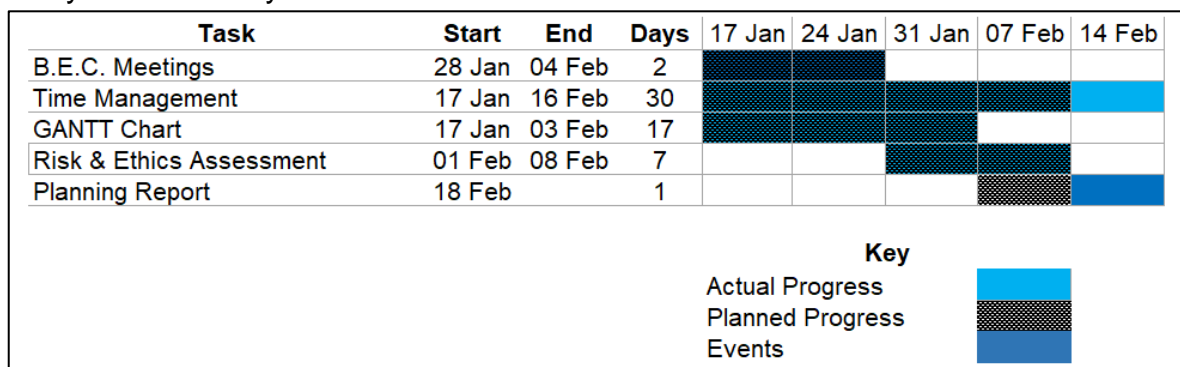 Task Start End Days 17 Jan 24 Jan 31 Jan 07 Feb 14 Feb
B.E.C. Meetings 28 Jan 04 Feb 2
Time Management 17 Jan 16 Feb 30
GANTT Chart 17 Jan 03 Feb 17
Risk & Ethics Assessment 01 Feb 08 Feb 7
Planning Report 18 Feb 1
Key
Actual Progress
Planned Progress
Events